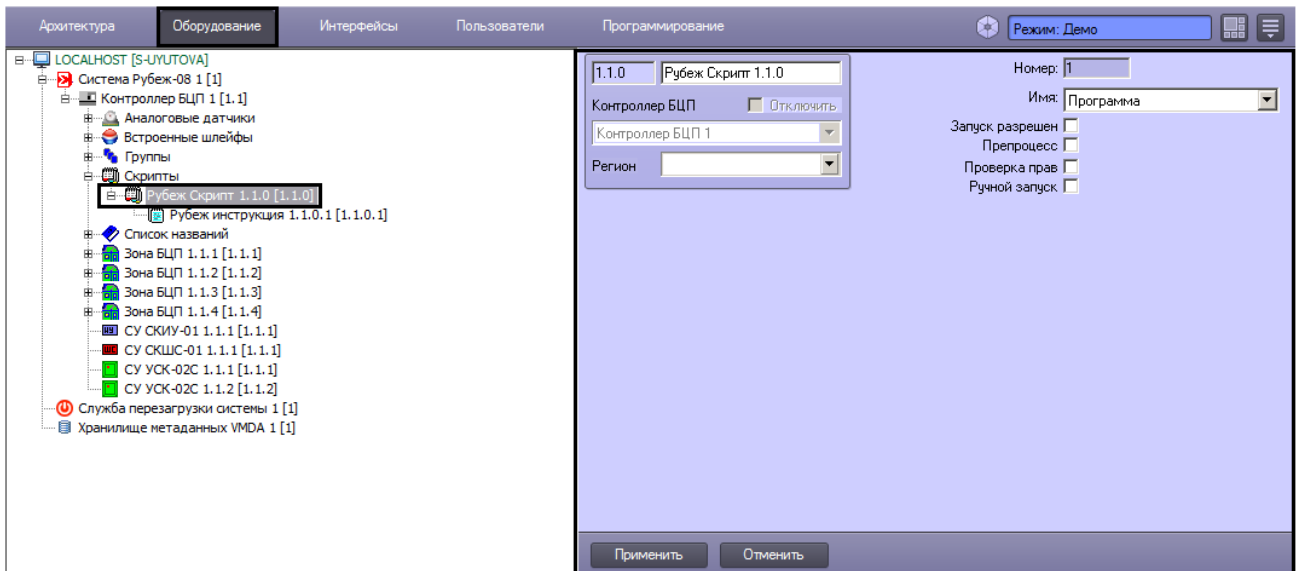 Архитектура
Оборудование
Интерфейсы
Пользователи
Программирование
Режим: Демо
LOCALHOST [S-UYUTOVA]
Система Рубеж-08 1 [1]
Контроллер БЦП 1 [1.1]
Аналоговые датчики
Встроенные шлейфы
Группы
Скрипты
Рубеж Скрипт 1.1.0 [1.1.0]
Рубеж инструкция 1.1.0.1 [1.1.0.1]
Список названий
Зона БЦП 1.1.1 [1.1.1]
Зона БЦП 1.1.2 [1.1.2]
Зона БЦП 1.1.3 [1.1.3]
Зона БЦП 1.1.4 [1.1.4]
СУ СКИУ-01 1.1.1 [1.1.1]
СУ СКШС-01 1.1.1 [1.1.1]
СУ УСК-02С 1.1.1 [1.1.1]
СУ УСК-02С 1.1.2 [1.1.2]
Служба перезагрузки системы 1 [1]
Хранилище метаданных VMDA 1 [1]
1.1.0 Рубеж Скрипт 1.1.0
Контроллер БЦП Отключить
Контроллер БЦП 1
Регион
Номер: 1
Имя: Программа
Запуск разрешен
Препроцесс
Проверка прав
Ручной запуск
Применить
Отменить